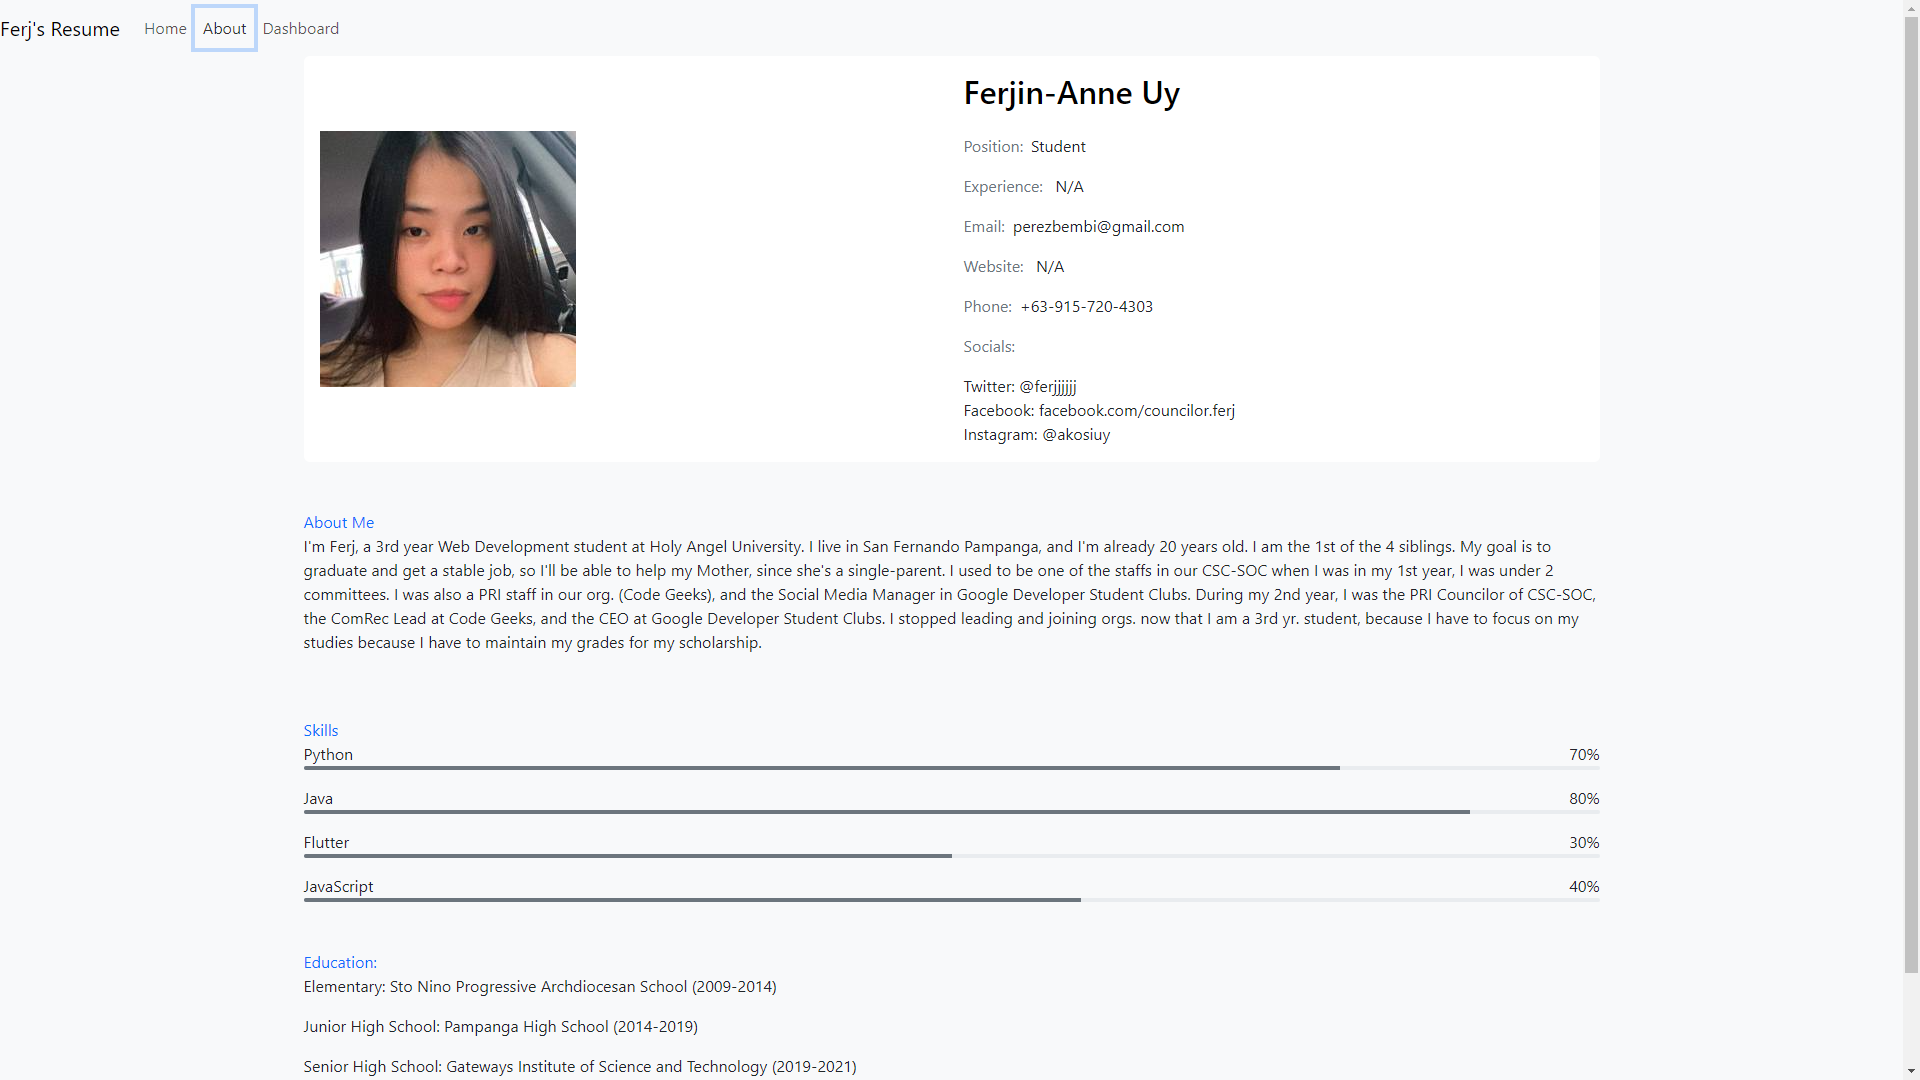 Ferj's Resume Home About Dashboard
Ferjin-Anne Uy
Position: Student
Experience: N/A
Email: perezbembi@gmail.com
Website: N/A
Phone: +63-915-720-4303
Socials:
Twitter: @ferjjjjjj
Facebook: facebook.com/councilor.ferj
Instagram: @akosiuy
About Me
I'm Ferj, a 3rd year Web Development student at Holy Angel University. I live in San Fernando Pampanga, and I'm already 20 years old. I am the 1st of the 4 siblings. My goal is to
graduate and get a stable job, so I'll be able to help my Mother, since she's a single-parent. I used to be one of the staffs in our CSC-SOC when I was in my 1st year, I was under 2
committees. I was also a PRI staff in our org. (Code Geeks), and the Social Media Manager in Google Developer Student Clubs. During my 2nd year, I was the PRI Councilor of CSC-SOC,
the ComRec Lead at Code Geeks, and the CEO at Google Developer Student Clubs. I stopped leading and joining orgs. now that I am a 3rd yr. student, because I have to focus on my
studies because I have to maintain my grades for my scholarship.
Skills
Python 70%
Java 80%
Flutter 30%
JavaScript 40%
Education:
Elementary: Sto Nino Progressive Archdiocesan School (2009-2014)
Junior High School: Pampanga High School (2014-2019)
Senior High School: Gateways Institute of Science and Technology (2019-2021)